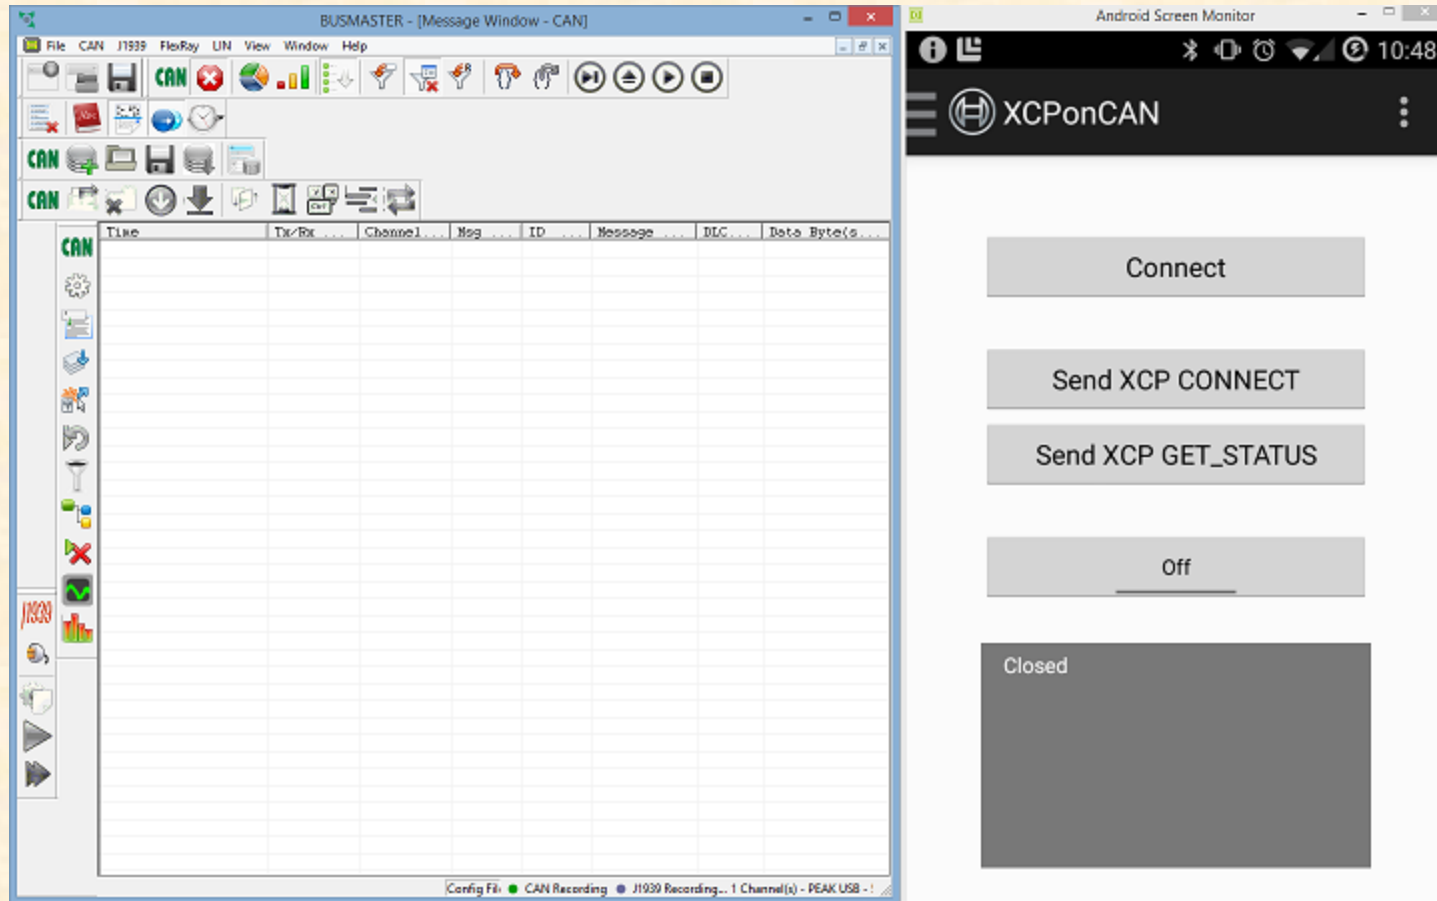 BUSMASTER - [Message Window - CAN]
File CAN J1939 FlexRay LIN View Window Help
CAN
CAN
CAN
CAN
J1939
Time Tx/Rx ... Channel... Msg ... ID ... Message ... DLC... Data Byte(s...
Config Fil CAN Recording J1939 Recording... 1 Channel(s) - PEAK USB -
Android Screen Monitor
10:48
XCPonCAN
Connect
Send XCP CONNECT
Send XCP GET_STATUS
Off
Closed